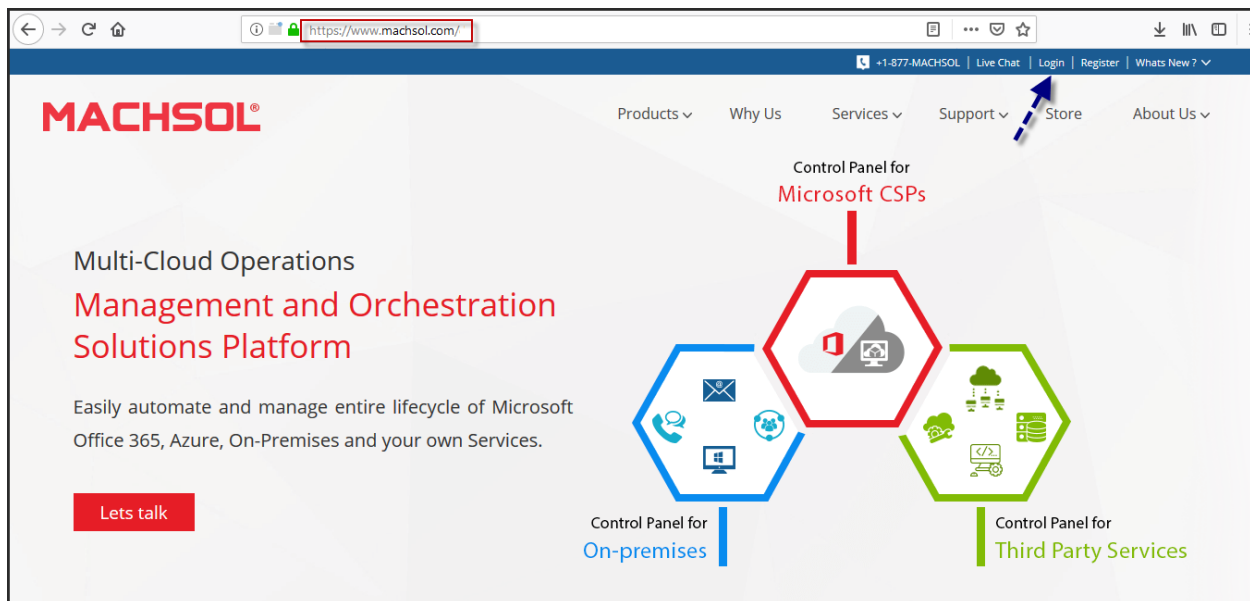 https://www.machsol.com/
+1-877-MACHSOL | Live Chat | Login | Register | Whats New ?
MACHSOL®
Products Why Us Services Support Store About Us
Control Panel for
Microsoft CSPs
Multi-Cloud Operations
Management and Orchestration
Solutions Platform
Easily automate and manage entire lifecycle of Microsoft
Office 365, Azure, On-Premises and your own Services.
Lets talk
Control Panel for
On-premises
Control Panel for
Third Party Services